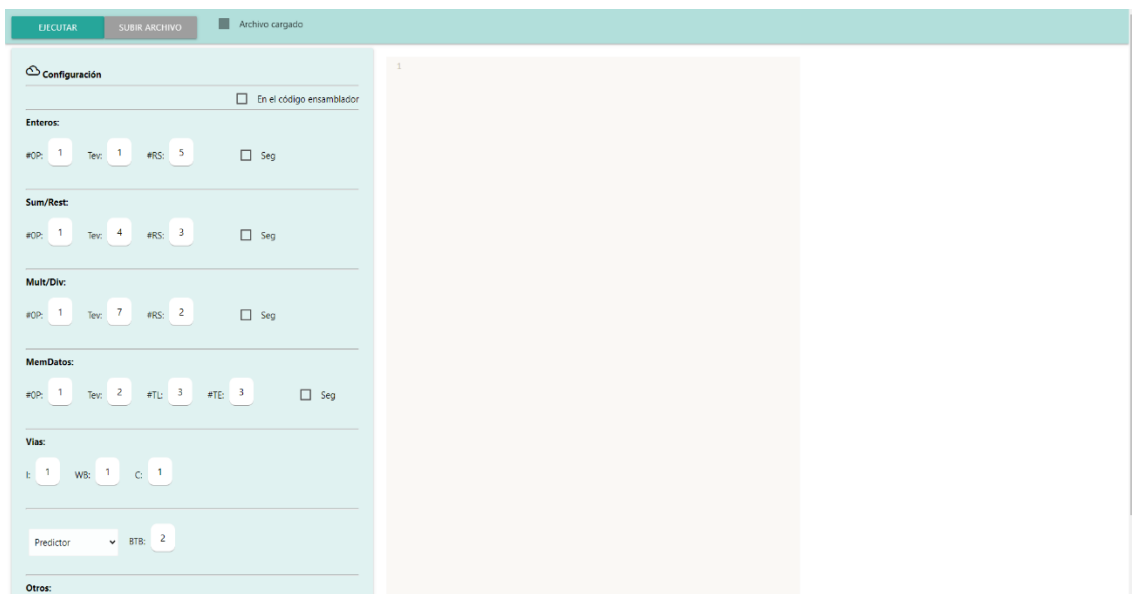 EJECUTAR SUBIR ARCHIVO Archivo cargado
Configuración
En el código ensamblador
Enteros:
#OP: 1 Tev: 1 #RS: 5 Seg
Sum/Rest:
#OP: 1 Tev: 4 #RS: 3 Seg
Mult/Div:
#OP: 1 Tev: 7 #RS: 2 Seg
MemDatos:
#OP: 1 Tev: 2 #TL: 3 #TE: 3 Seg
Vias:
I: 1 WB: 1 C: 1
Predictor BTB: 2
Otros:
1